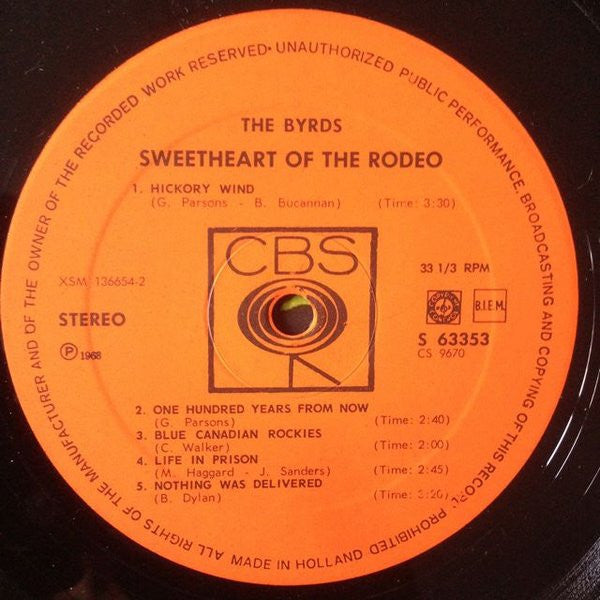 ALL RIGHTS OF THE MANUFACTURER AND OF THE OWNER OF THE RECORDED WORK RESERVED• UNAUTHORIZED PUBLIC PERFORMANCE, BROADCASTING AND COPYING OF THIS RECORD PROHIBITED
THE BYRDS
SWEETHEART OF THE RODEO
1. HICKORY WIND
(G. Parsons - B. Bucannan) (Time: 3:30)
CBS
XSM 136654-2
33 1/3 RPM
STEREO
B.I.E.M.
S 63353
CS 9670
℗ 1968
2. ONE HUNDRED YEARS FROM NOW
(G. Parsons) (Time: 2:40)
3. BLUE CANADIAN ROCKIES
(C. Walker) (Time: 2:00)
4. LIFE IN PRISON
(M. Haggard - J. Sanders) (Time: 2:45)
5. NOTHING WAS DELIVERED
(B. Dylan) (Time: 3:20)
MADE IN HOLLAND